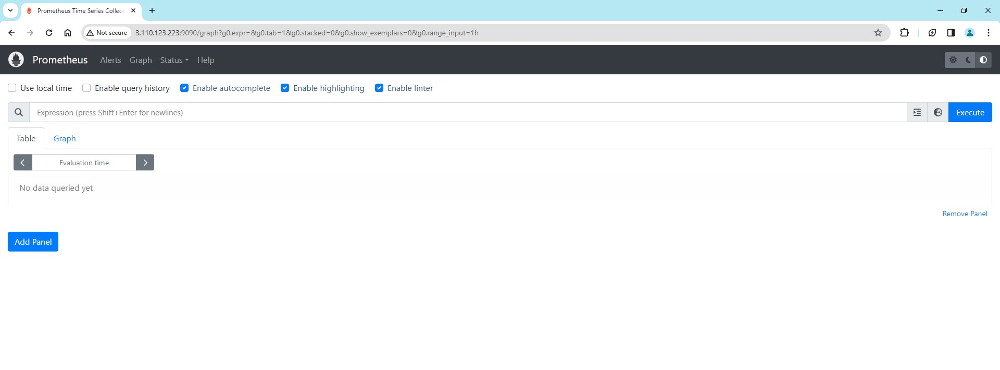 Prometheus Time Series Collect
Not secure 3.110.123.223:9090/graph?g0.expr=&g0.tab=1&g0.stacked=0&g0.show_exemplars=0&g0.range_input=1h
Prometheus Alerts Graph Status Help
Use local time Enable query history Enable autocomplete Enable highlighting Enable linter
Expression (press Shift+Enter for newlines) Execute
Table Graph
Evaluation time
No data queried yet
Remove Panel
Add Panel